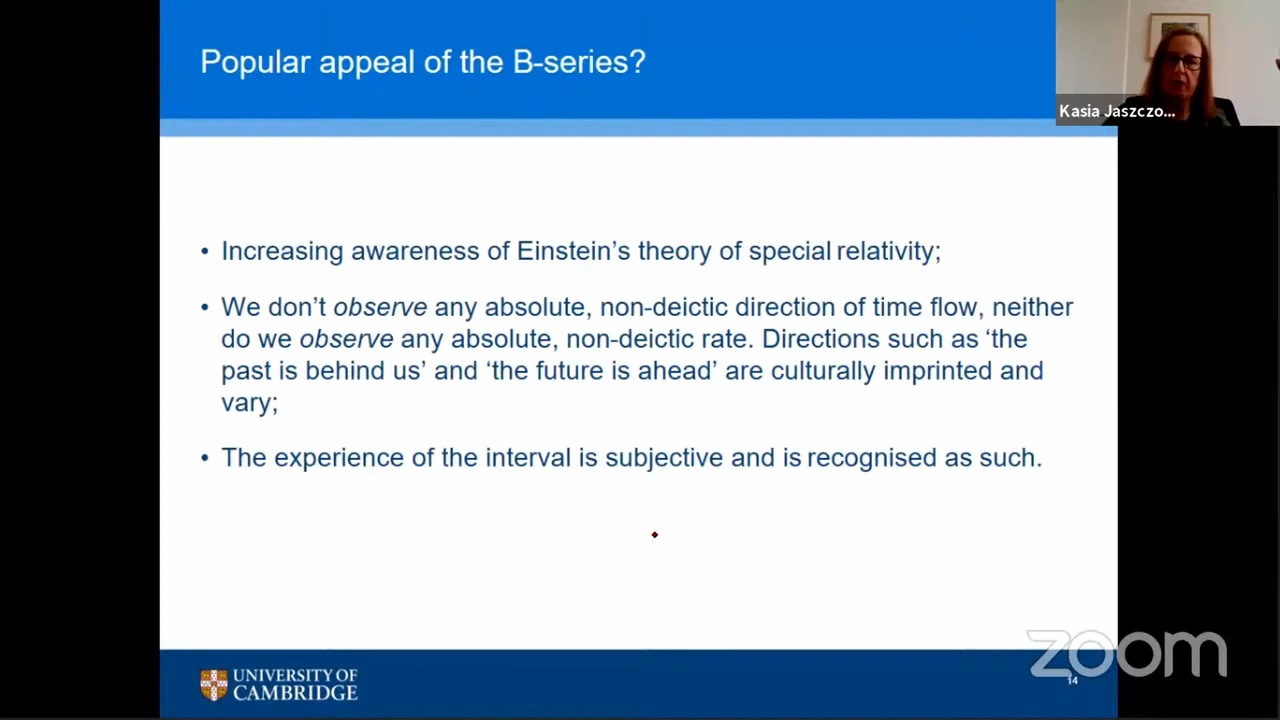 Popular appeal of the B-series?
Kasia Jaszczo...
• Increasing awareness of Einstein’s theory of special relativity;
• We don’t observe any absolute, non-deictic direction of time flow, neither
do we observe any absolute, non-deictic rate. Directions such as ‘the
past is behind us’ and ‘the future is ahead’ are culturally imprinted and
vary;
• The experience of the interval is subjective and is recognised as such.
UNIVERSITY OF
CAMBRIDGE
14
zoom